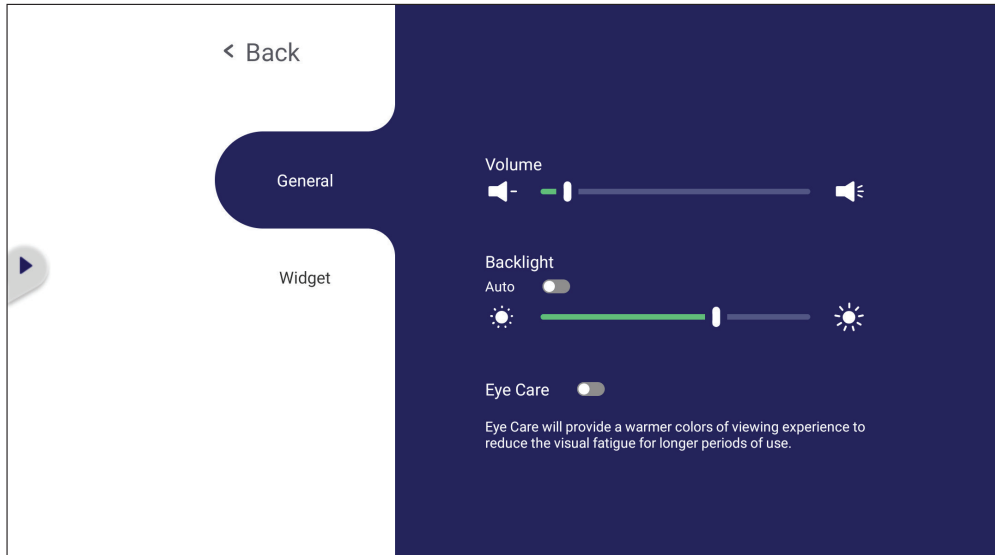 < Back
General
Widget
Volume
Backlight
Auto
Eye Care
Eye Care will provide a warmer colors of viewing experience to
reduce the visual fatigue for longer periods of use.